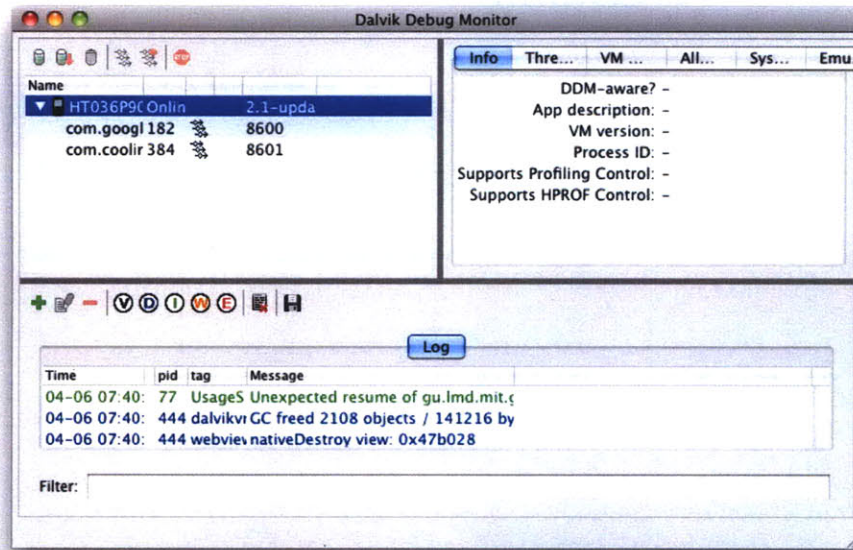 Dalvik Debug Monitor
Name
HT036P9( Onlin 2.1-upda
com.googl 182 8600
com.coolir 384 8601
Info Thre... VM ... All... Sys... Emu.
DDM-aware? -
App description: -
VM version: -
Process ID: -
Supports Profiling Control: -
Supports HPROF Control: -
V D I W E
Log
Time pid tag Message
04-06 07:40: 77 UsageS Unexpected resume of gu.lmd.mit.g
04-06 07:40: 444 dalvikvr GC freed 2108 objects / 141216 by
04-06 07:40: 444 webview nativeDestroy view: 0x47b028
Filter: